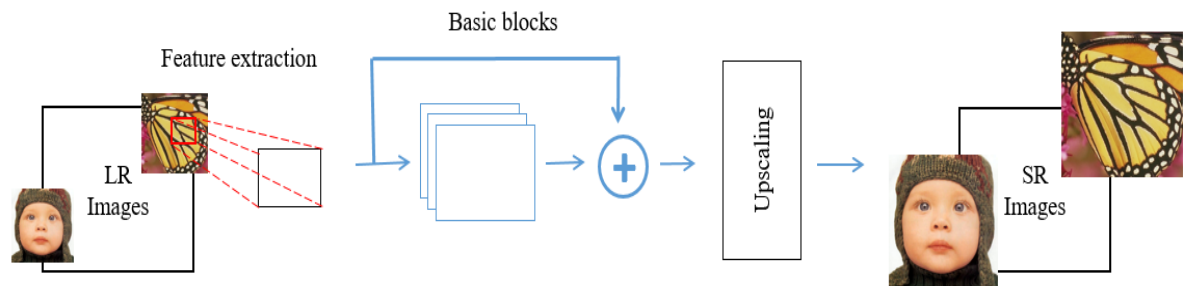 Basic blocks
Feature extraction
LR
Images
Upscaling
SR
Images